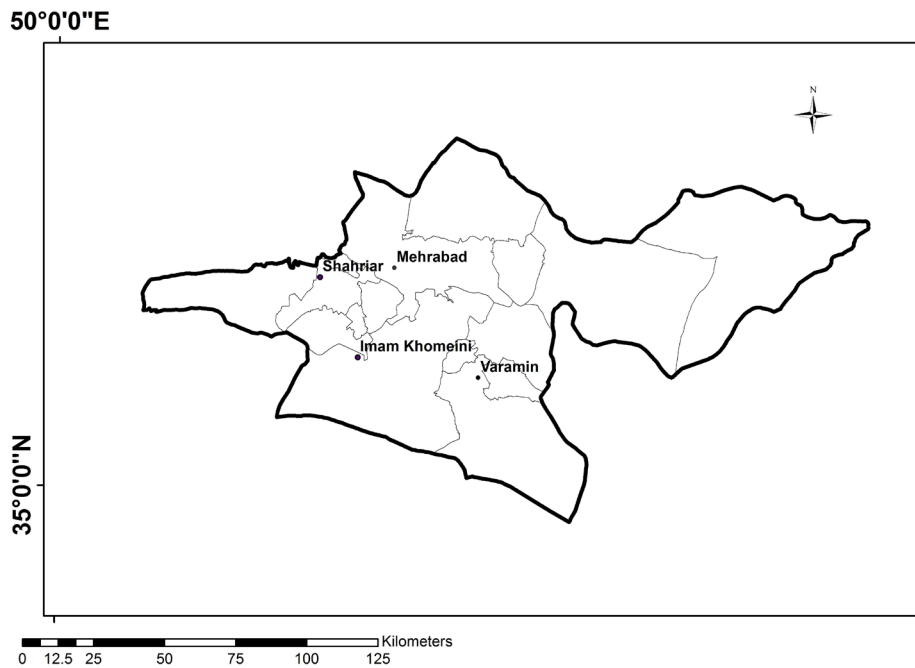 50°0'0"E
N
Mehrabad
Shahriar
Imam Khomeini
Varamin
35°0'0"N
Kilometers
0 12.5 25 50 75 100 125